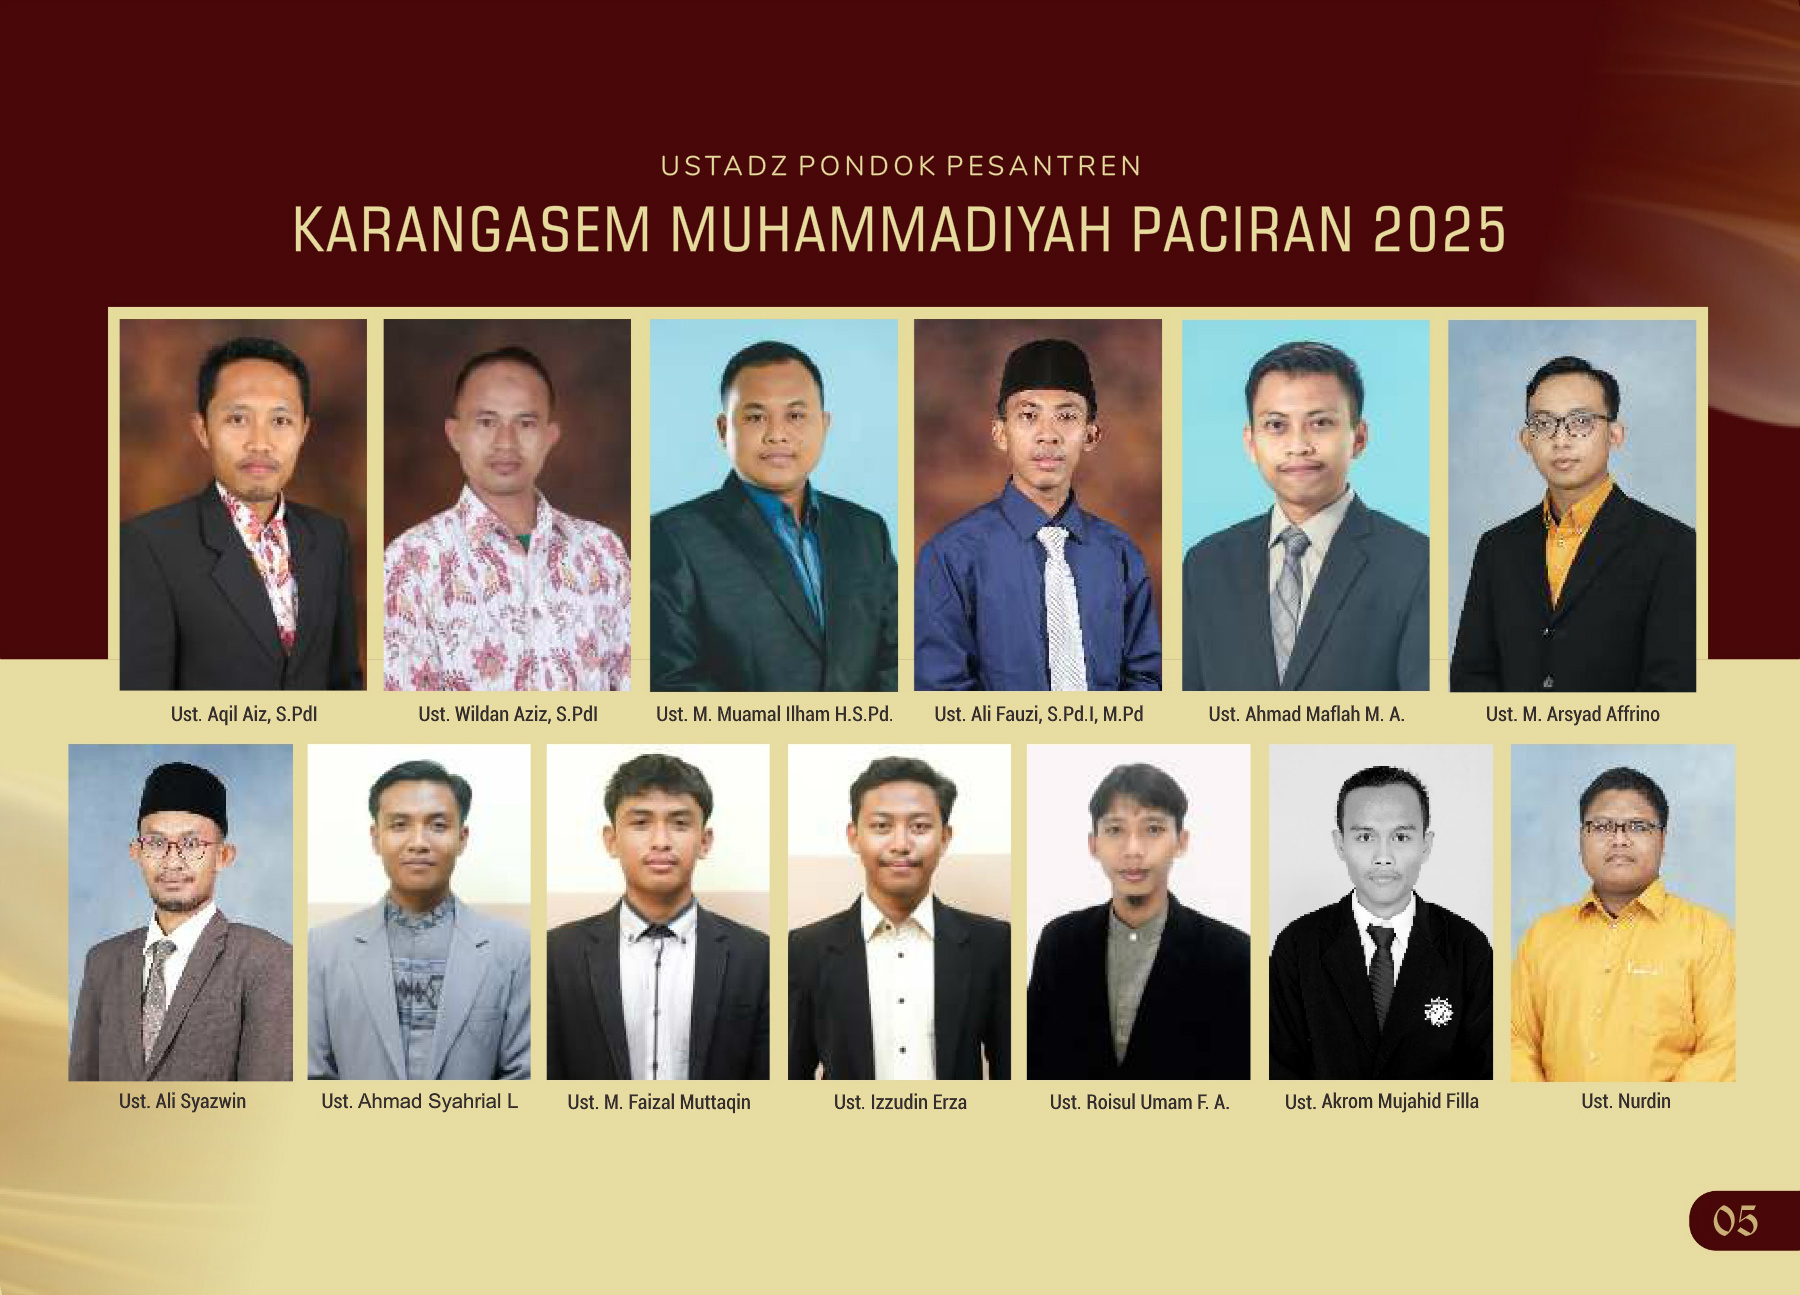 USTADZ PONDOK PESANTREN
KARANGASEM MUHAMMADIYAH PACIRAN 2025
Ust. Aqil Aiz, S.PdI
Ust. Wildan Aziz, S.PdI
Ust. M. Muamal Ilham H.S.Pd.
Ust. Ali Fauzi, S.Pd.I, M.Pd
Ust. Ahmad Maflah M. A.
Ust. M. Arsyad Affrino
Ust. Ali Syazwin
Ust. Ahmad Syahrial L
Ust. M. Faizal Muttaqin
Ust. Izzudin Erza
Ust. Roisul Umam F. A.
Ust. Akrom Mujahid Filla
Ust. Nurdin
05